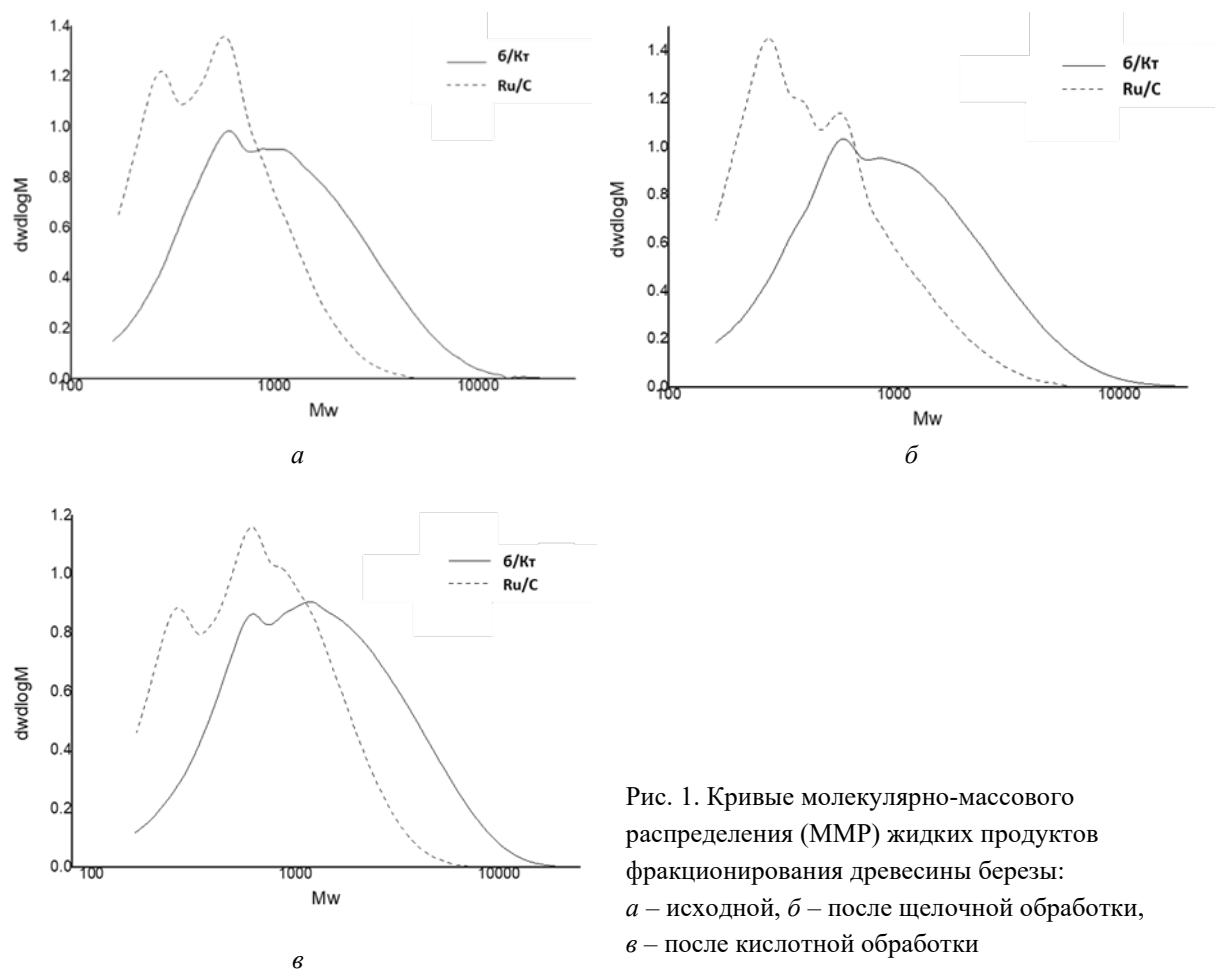 1.4
1.2
1.0
0.8
0.6
0.4
0.2
0.0
dwdlogM
100
1000
10000
Mw
б/Кт
Ru/C
а
1.4
1.2
1.0
0.8
0.6
0.4
0.2
0.0
dwdlogM
100
1000
10000
Mw
б/Кт
Ru/C
б
1.2
1.0
0.8
0.6
0.4
0.2
0.0
dwdlogM
100
1000
10000
Mw
б/Кт
Ru/C
в
Рис. 1. Кривые молекулярно-массового
распределения (ММР) жидких продуктов
фракционирования древесины березы:
а – исходной, б – после щелочной обработки,
в – после кислотной обработки